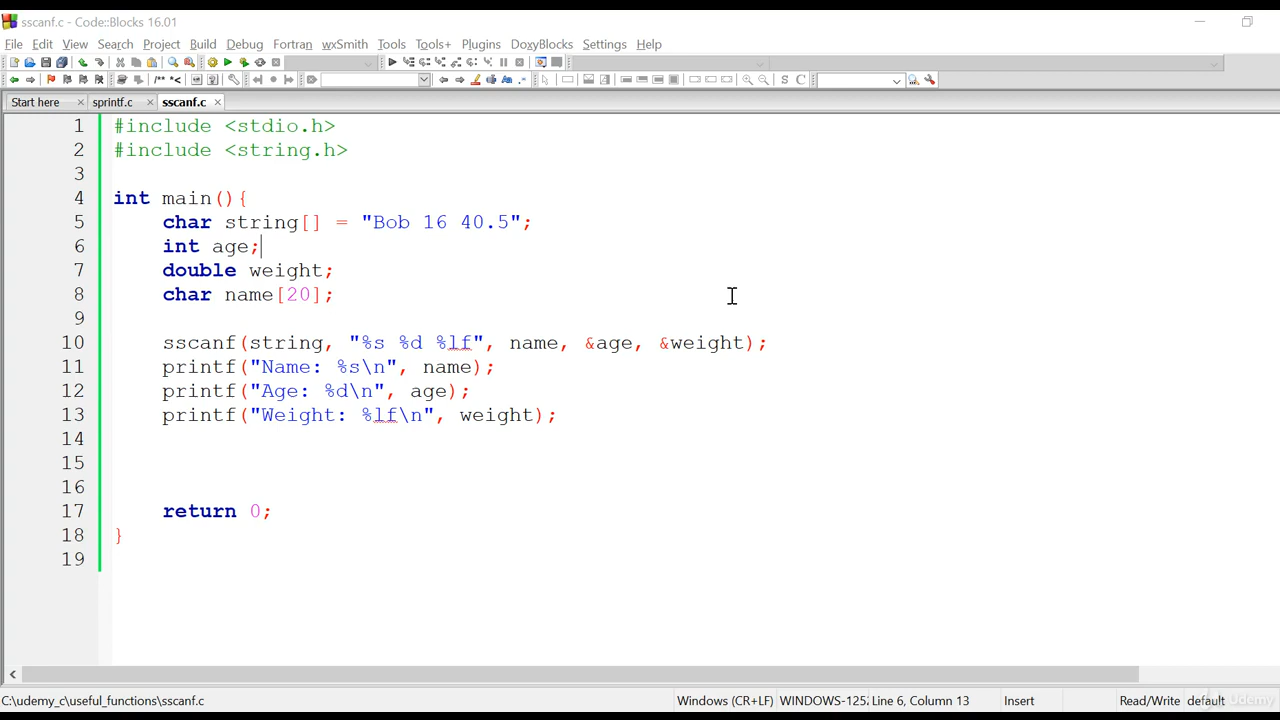 sscanf.c - Code::Blocks 16.01
File Edit View Search Project Build Debug Fortran wxSmith Tools Tools+ Plugins DoxyBlocks Settings Help
Start here sprintf.c sscanf.c
1 #include <stdio.h>
2 #include <string.h>
3
4 int main(){
5 char string[] = "Bob 16 40.5";
6 int age;
7 double weight;
8 char name[20];
9
10 sscanf(string, "%s %d %lf", name, &age, &weight);
11 printf("Name: %s\n", name);
12 printf("Age: %d\n", age);
13 printf("Weight: %lf\n", weight);
14
15
16
17 return 0;
18 }
19
C:\udemy_c\useful_functions\sscanf.c Windows (CR+LF) WINDOWS-1252 Line 6, Column 13 Insert Read/Write default
Udemy